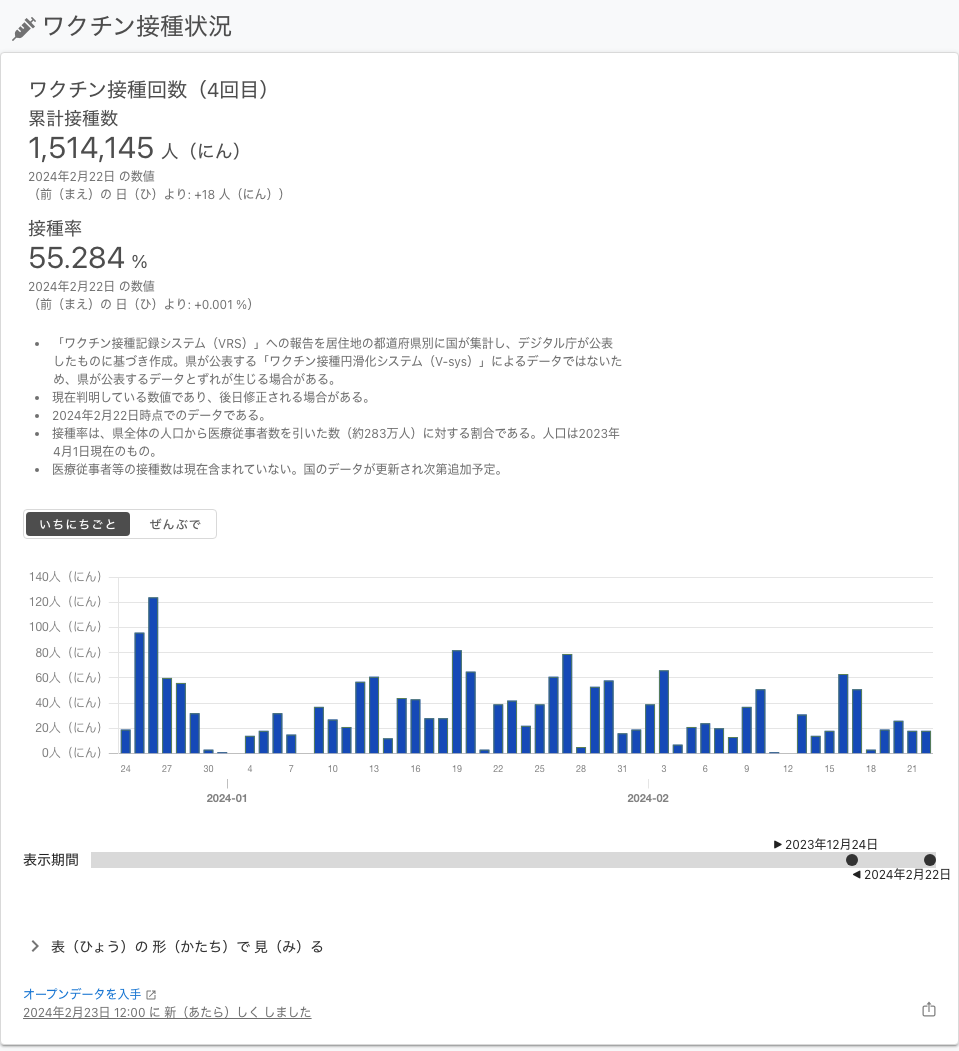 ワクチン接種状況
ワクチン接種回数（4回目）
累計接種数
1,514,145 人（にん）
2024年2月22日 の数値
（前（まえ）の 日（ひ）より: +18 人（にん））
接種率
55.284 %
2024年2月22日 の数値
（前（まえ）の 日（ひ）より: +0.001 %）
• 「ワクチン接種記録システム（VRS）」への報告を居住地の都道府県別に国が集計し、デジタル庁が公表
したものに基づき作成。県が公表する「ワクチン接種円滑化システム（V-sys）」によるデータではないた
め、県が公表するデータとずれが生じる場合がある。
• 現在判明している数値であり、後日修正される場合がある。
• 2024年2月22日時点でのデータである。
• 接種率は、県全体の人口から医療従事者数を引いた数（約283万人）に対する割合である。人口は2023年
4月1日現在のもの。
• 医療従事者等の接種数は現在含まれていない。国のデータが更新され次第追加予定。
いちにちごと ぜんぶで
140人（にん）
120人（にん）
100人（にん）
80人（にん）
60人（にん）
40人（にん）
20人（にん）
0人（にん）
24 27 30 4 7 10 13 16 19 22 25 28 31 3 6 9 12 15 18 21
2024-01 2024-02
2023年12月24日
表示期間
2024年2月22日
表（ひょう）の 形（かたち）で 見（み）る
オープンデータを入手
2024年2月23日 12:00 に 新（あたら）しく しました